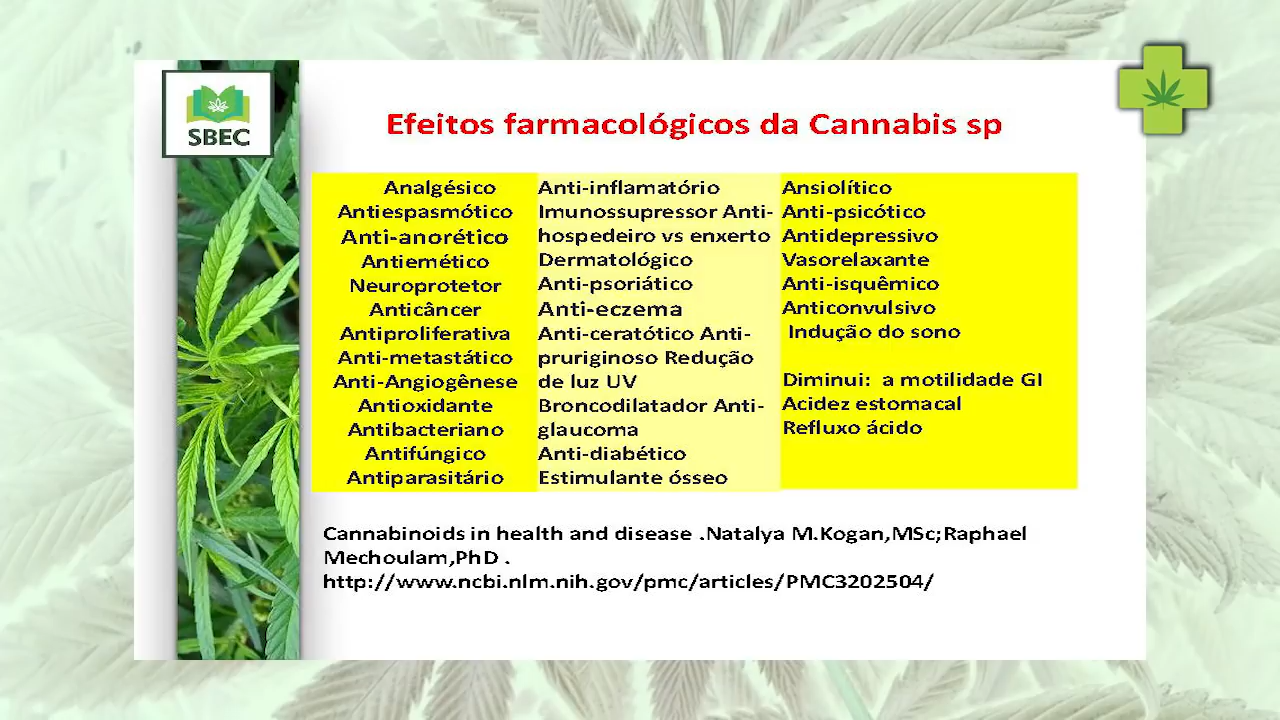 SBEC
Efeitos farmacológicos da Cannabis sp
Analgésico
Antiespasmótico
Anti-anorético
Antiemético
Neuroprotetor
Anticâncer
Antiproliferativa
Anti-metastático
Anti-Angiogênese
Antioxidante
Antibacteriano
Antifúngico
Antiparasitário
Anti-inflamatório
Imunossupressor Anti-
hospedeiro vs enxerto
Dermatológico
Anti-psoriático
Anti-eczema
Anti-ceratótico Anti-
pruriginoso Redução
de luz UV
Broncodilatador Anti-
glaucoma
Anti-diabético
Estimulante ósseo
Ansiolítico
Anti-psicótico
Antidepressivo
Vasorelaxante
Anti-isquêmico
Anticonvulsivo
Indução do sono
Diminui: a motilidade GI
Acidez estomacal
Refluxo ácido
Cannabinoids in health and disease .Natalya M.Kogan,MSc;Raphael
Mechoulam,PhD .
http://www.ncbi.nlm.nih.gov/pmc/articles/PMC3202504/